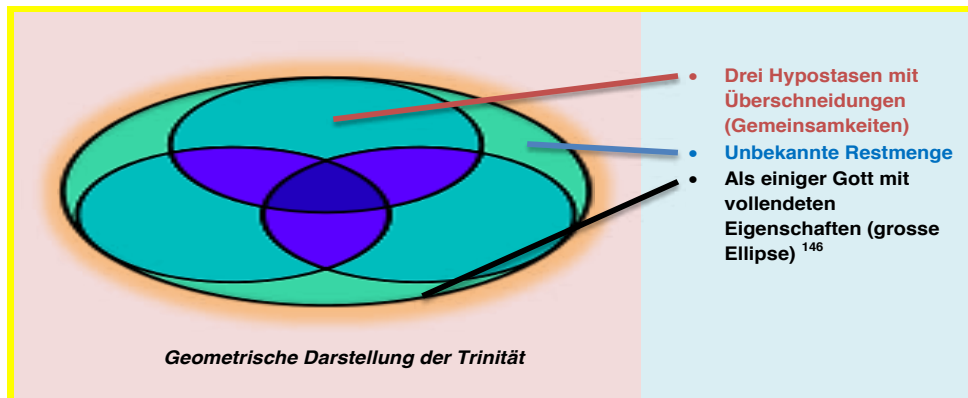 • Drei Hypostasen mit
Überschneidungen
(Gemeinsamkeiten)
• Unbekannte Restmenge
• Als einiger Gott mit
vollendeten
Eigenschaften (grosse
Ellipse) 146
Geometrische Darstellung der Trinität